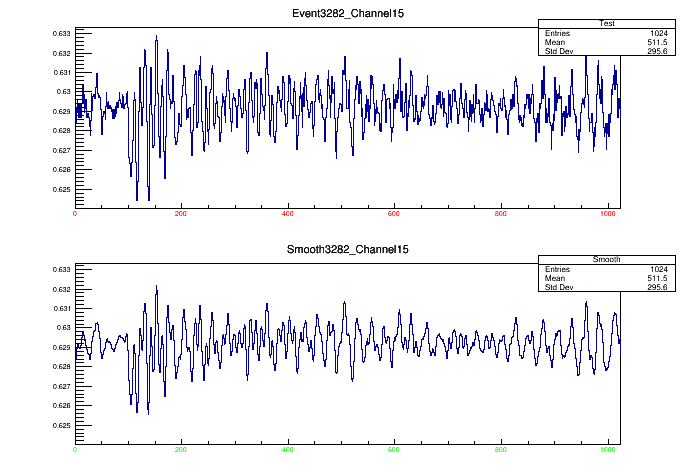 Event3282_Channel15
Test
Entries 1024
Mean 511.5
Std Dev 295.6
0.633
0.632
0.631
0.63
0.629
0.628
0.627
0.626
0.625
0 200 400 600 800 1000
Smooth3282_Channel15
Smooth
Entries 1024
Mean 511.5
Std Dev 295.6
0.633
0.632
0.631
0.63
0.629
0.628
0.627
0.626
0.625
0 200 400 600 800 1000